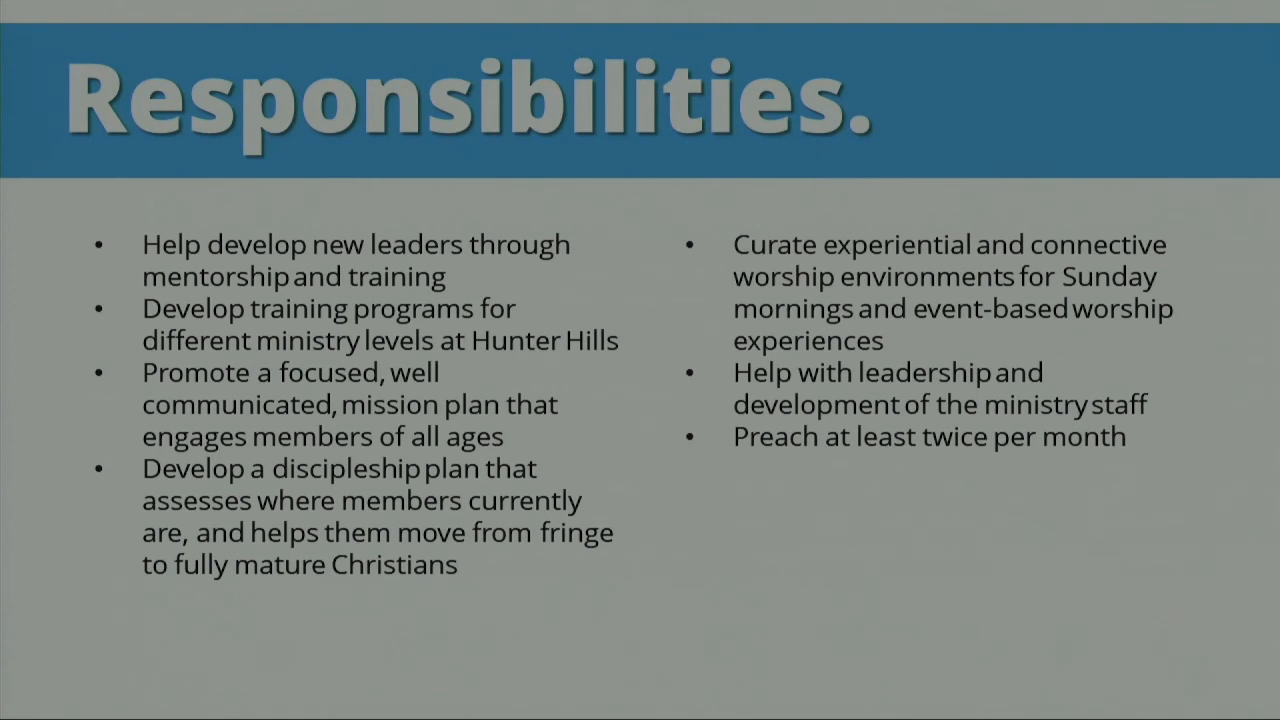 Responsibilities.
• Help develop new leaders through
mentorship and training
• Develop training programs for
different ministry levels at Hunter Hills
• Promote a focused, well
communicated, mission plan that
engages members of all ages
• Develop a discipleship plan that
assesses where members currently
are, and helps them move from fringe
to fully mature Christians
• Curate experiential and connective
worship environments for Sunday
mornings and event-based worship
experiences
• Help with leadership and
development of the ministry staff
• Preach at least twice per month